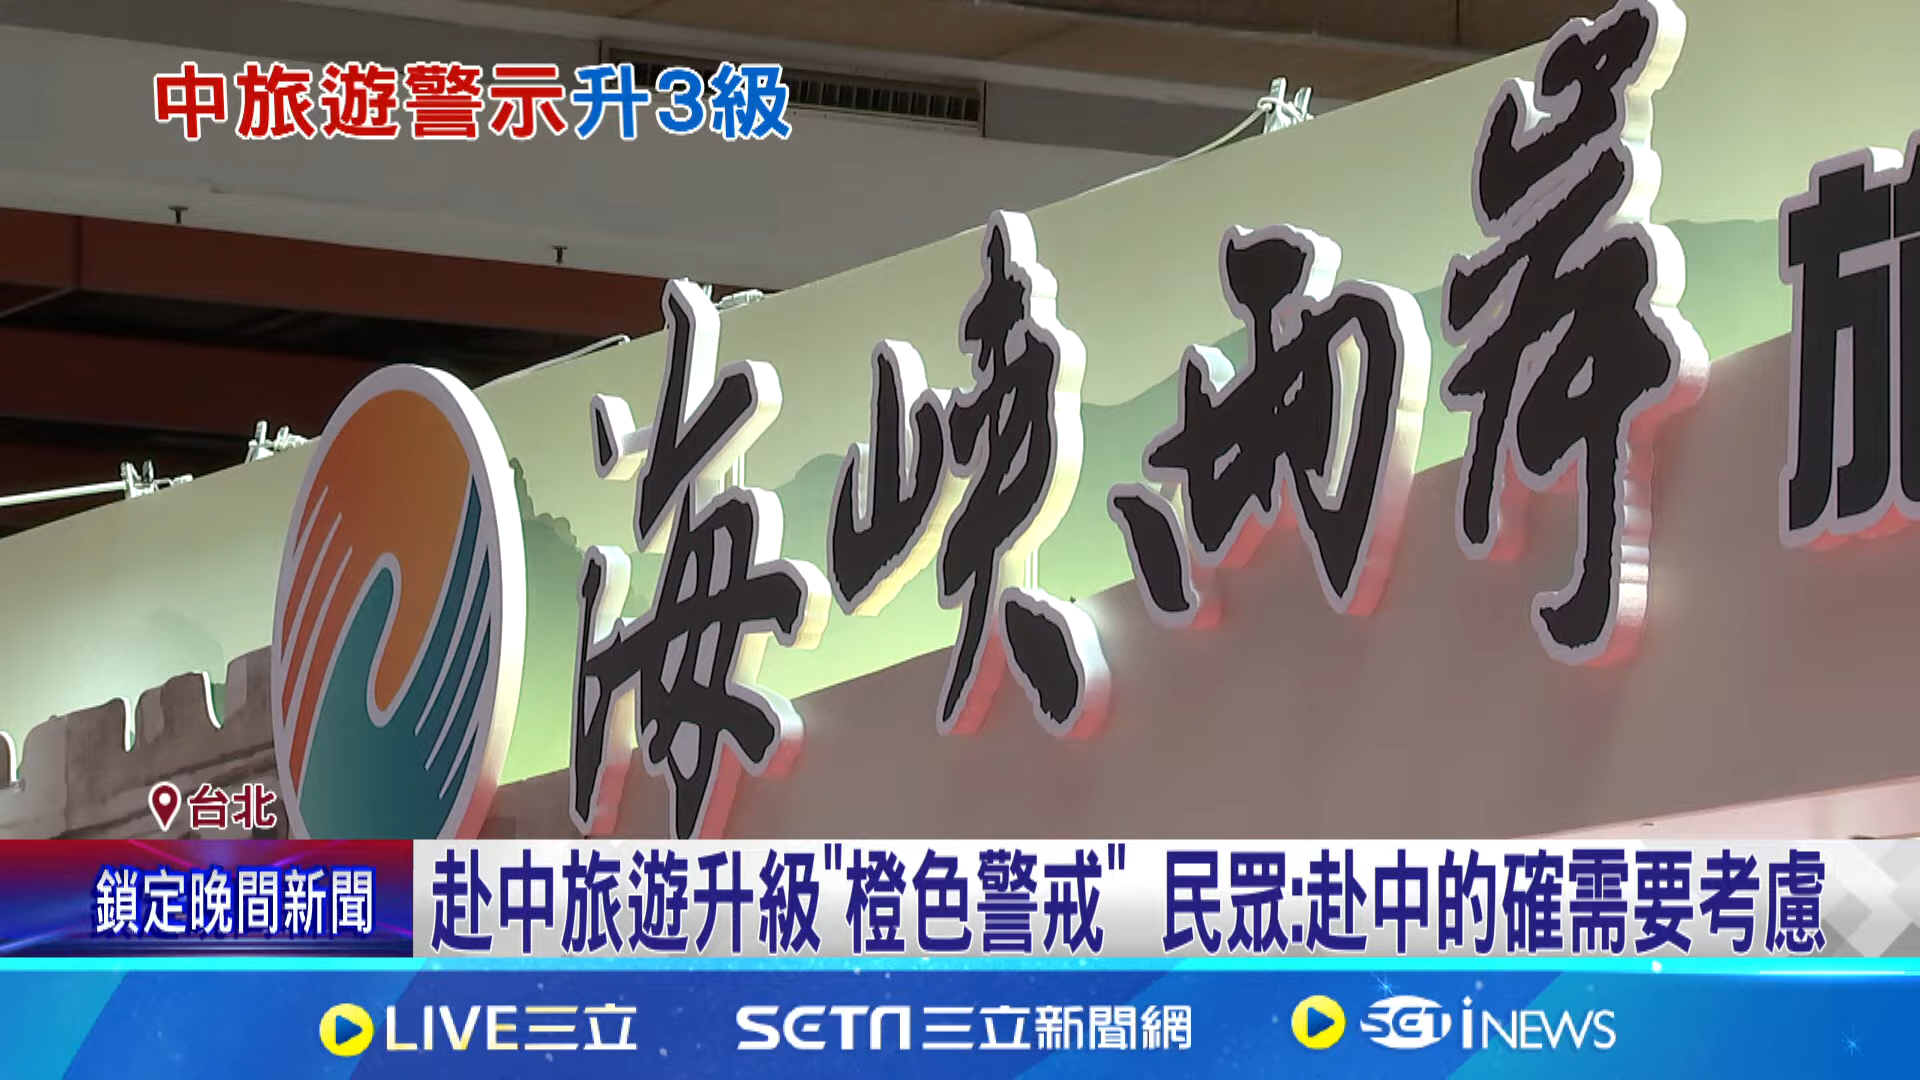 中旅遊警示升3級
海峽兩岸
台北
鎖定晚間新聞
赴中旅遊升級"橙色警戒" 民眾:赴中的確需要考慮
LIVE三立 SETN三立新聞網 SETiNEWS